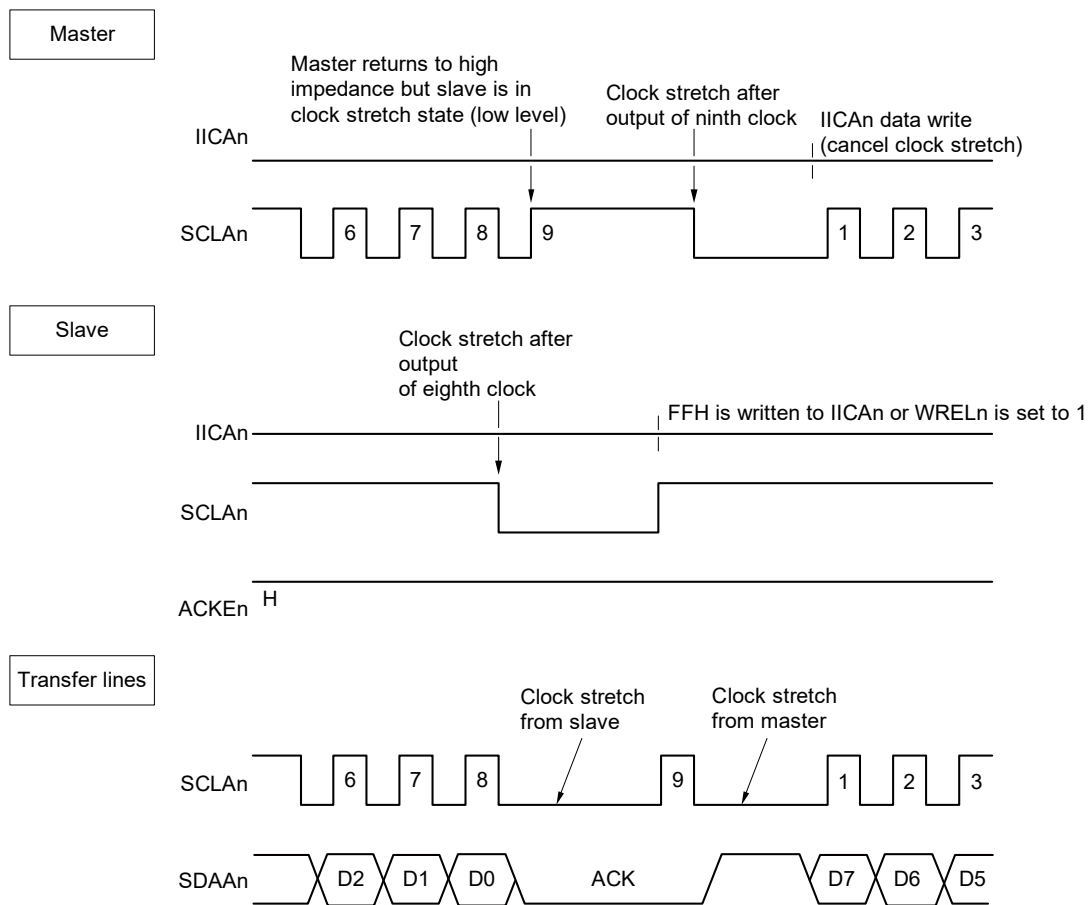 Master
Master returns to high
impedance but slave is in
clock stretch state (low level)
Clock stretch after
output of ninth clock
IICAn data write
(cancel clock stretch)
IICAn
SCLAn
6 7 8 9 1 2 3
Slave
Clock stretch after
output
of eighth clock
FFH is written to IICAn or WRELn is set to 1
IICAn
SCLAn
ACKEn H
Transfer lines
Clock stretch
from slave
Clock stretch
from master
SCLAn
6 7 8 9 1 2 3
SDAAn
D2 D1 D0 ACK D7 D6 D5